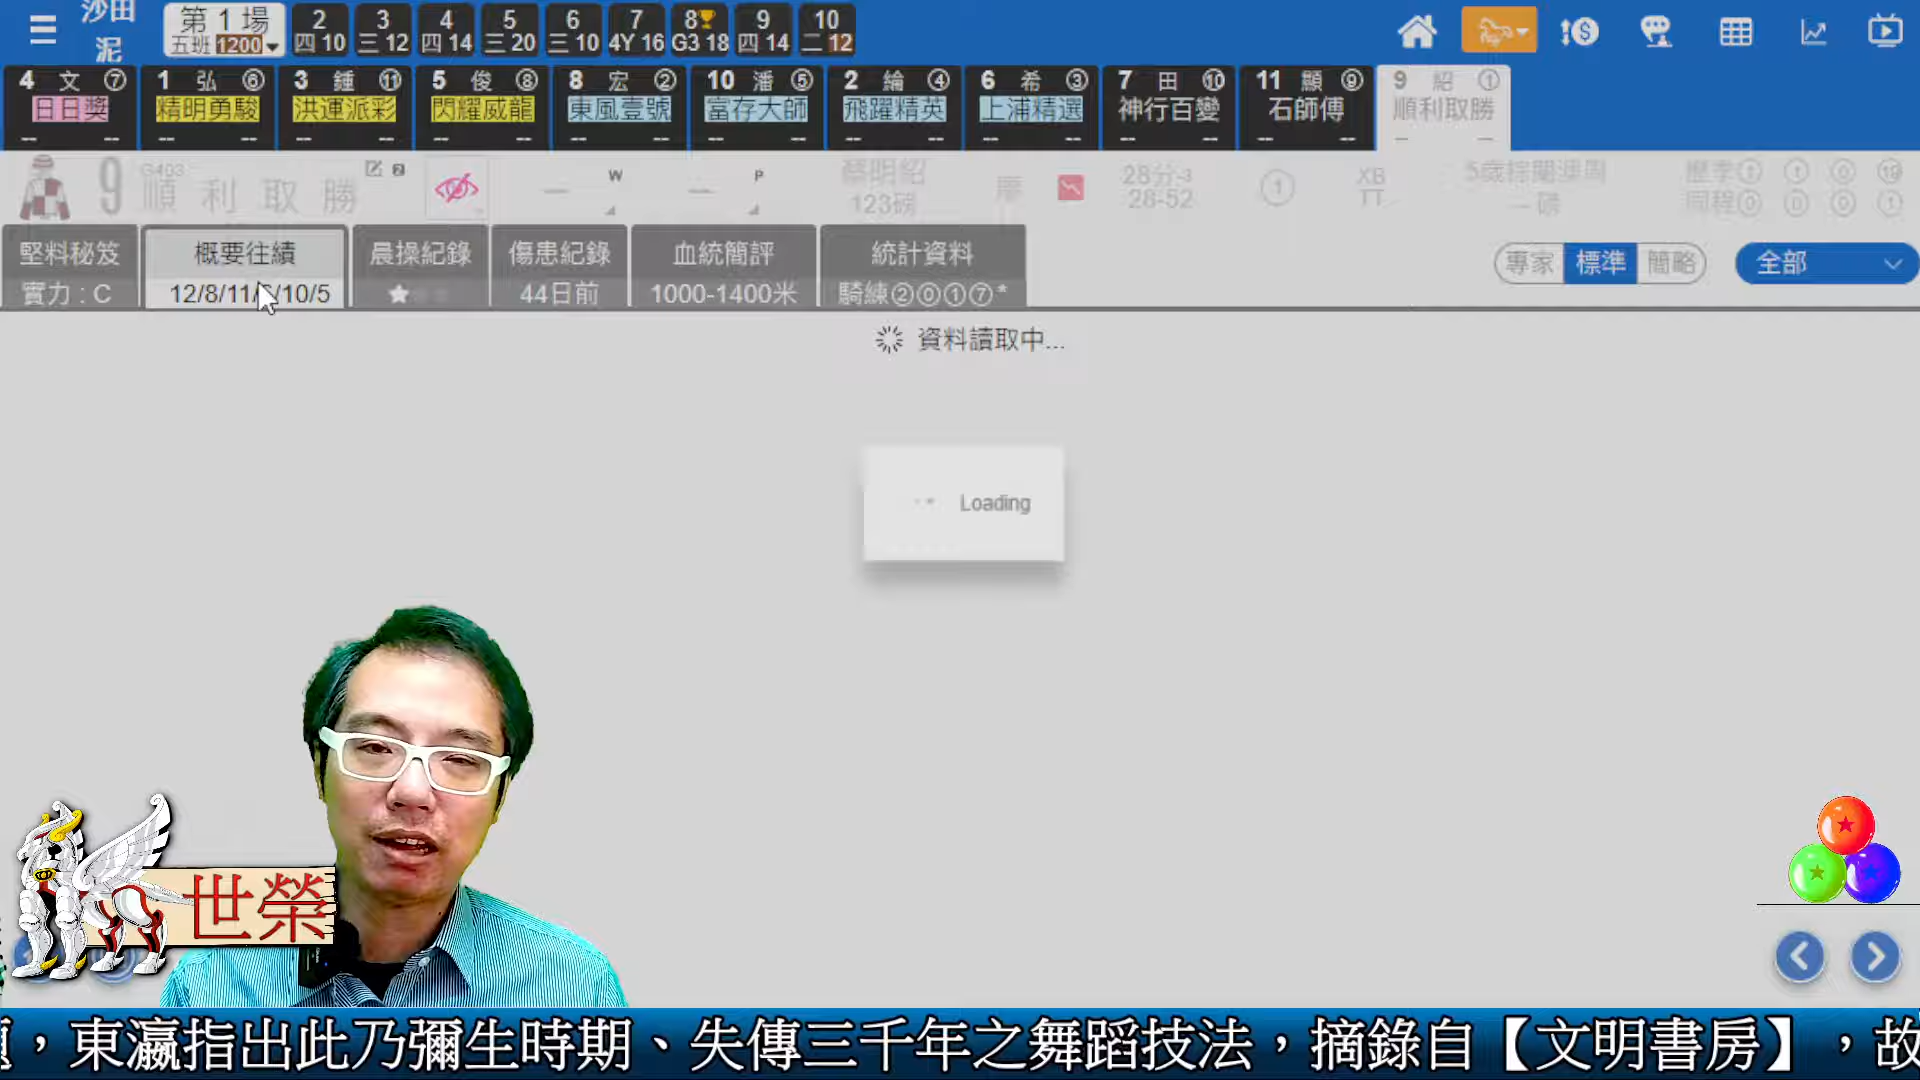 沙田
泥
第 1 場
五班 1200
2
四 10
3
三 12
4
四 14
5
三 20
6
三 10
7
4Y 16
8
G3 18
9
四 14
10
二 12
4 文 ⑦
日日獎
-- --
1 弘 ⑥
精明勇駿
-- --
3 鍾 ⑪
洪運派彩
-- --
5 俊 ⑧
閃耀威龍
-- --
8 宏 ②
東風壹號
-- --
10 潘 ⑤
富存大師
-- --
2 綸 ④
飛躍精英
-- --
6 希 ③
上浦精選
-- --
7 田 ⑩
神行百變
-- --
11 顯 ⑨
石師傅
-- --
9 紹 ①
順利取勝
-- --
9
G403
順利取勝
W
P
蔡明紹
123磅
廖
28分-3
28-52
①
XB
TT
堅料秘笈
實力 : C
概要往績
12/8/11/6/10/5
晨操紀錄
傷患紀錄
44日前
血統簡評
1000-1400米
統計資料
騎練②⓪①⑦*
專家
標準
簡略
全部
資料讀取中...
Loading
世榮
，東瀛指出此乃彌生時期、失傳三千年之舞蹈技法，摘錄自【文明書房】，故